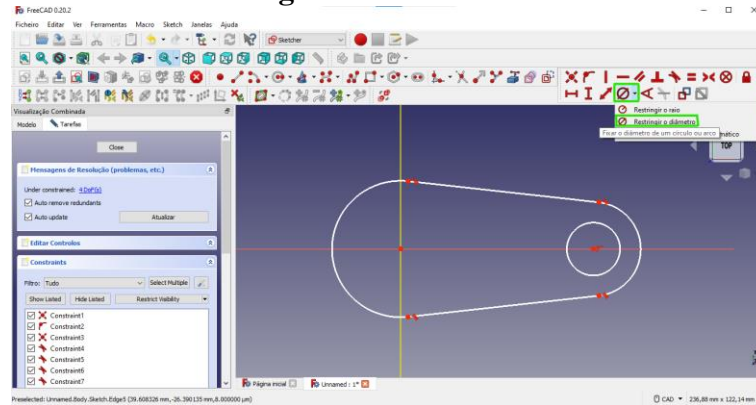 FreeCAD 0.20.2
Ficheiro Editar Ver Ferramentas Macro Sketch Janelas Ajuda
Sketcher
Visualização Combinada
Modelo Tarefas
Close
Mensagens de Resolução (problemas, etc.)
Under constrained: 4 DoF(s)
Auto remove redundants
Auto update Atualizar
Editar Controlos
Constraints
Filtro: Tudo Select Multiple
Show Listed Hide Listed Restrict Visibility
Constraint1
Constraint2
Constraint3
Constraint4
Constraint5
Constraint6
Constraint7
Restringir o raio
Restringir o diâmetro
mático
Fixar o diâmetro de um círculo ou arco
TOP
Página inicial Unnamed : 1*
Preselected: Unnamed.Body.Sketch.Edge5 (39.608326 mm,-26.390135 mm,8.000000 µm) CAD 236,88 mm x 122,14 mm